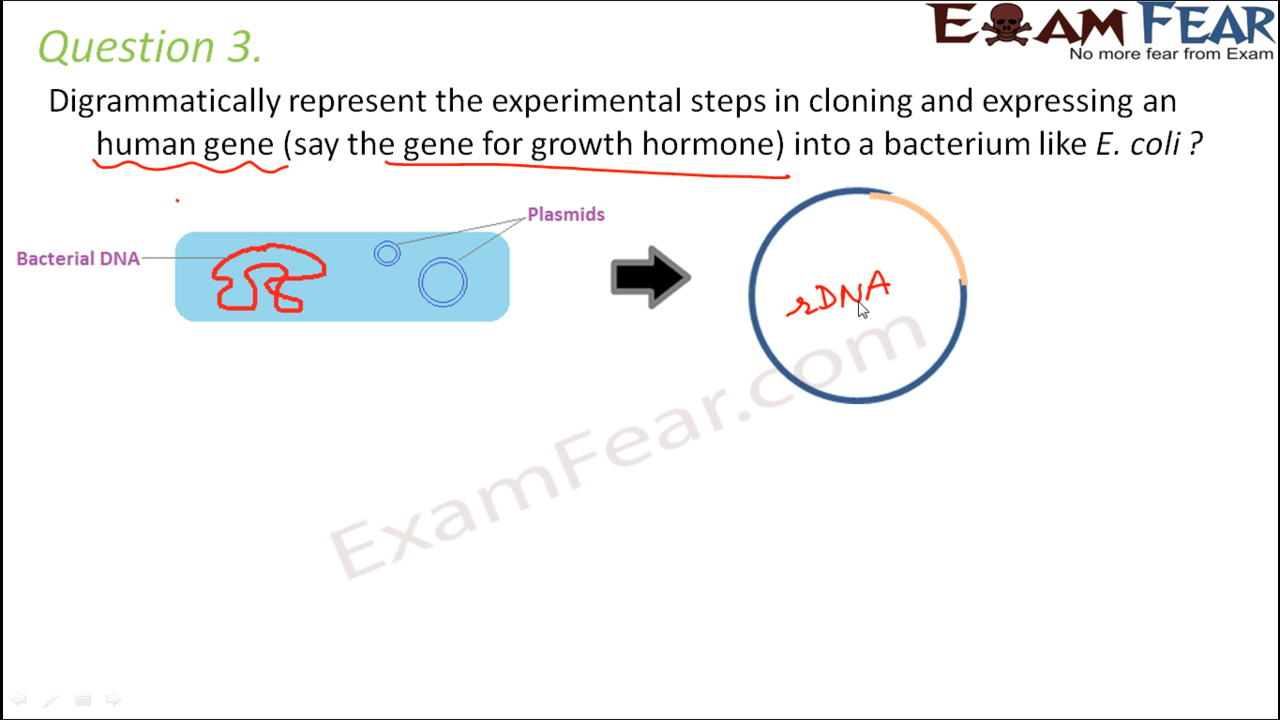 EXAM FEAR
No more fear from Exam
Question 3.
Digrammatically represent the experimental steps in cloning and expressing an
human gene (say the gene for growth hormone) into a bacterium like E. coli ?
Plasmids
Bacterial DNA
rDNA
ExamFear.com